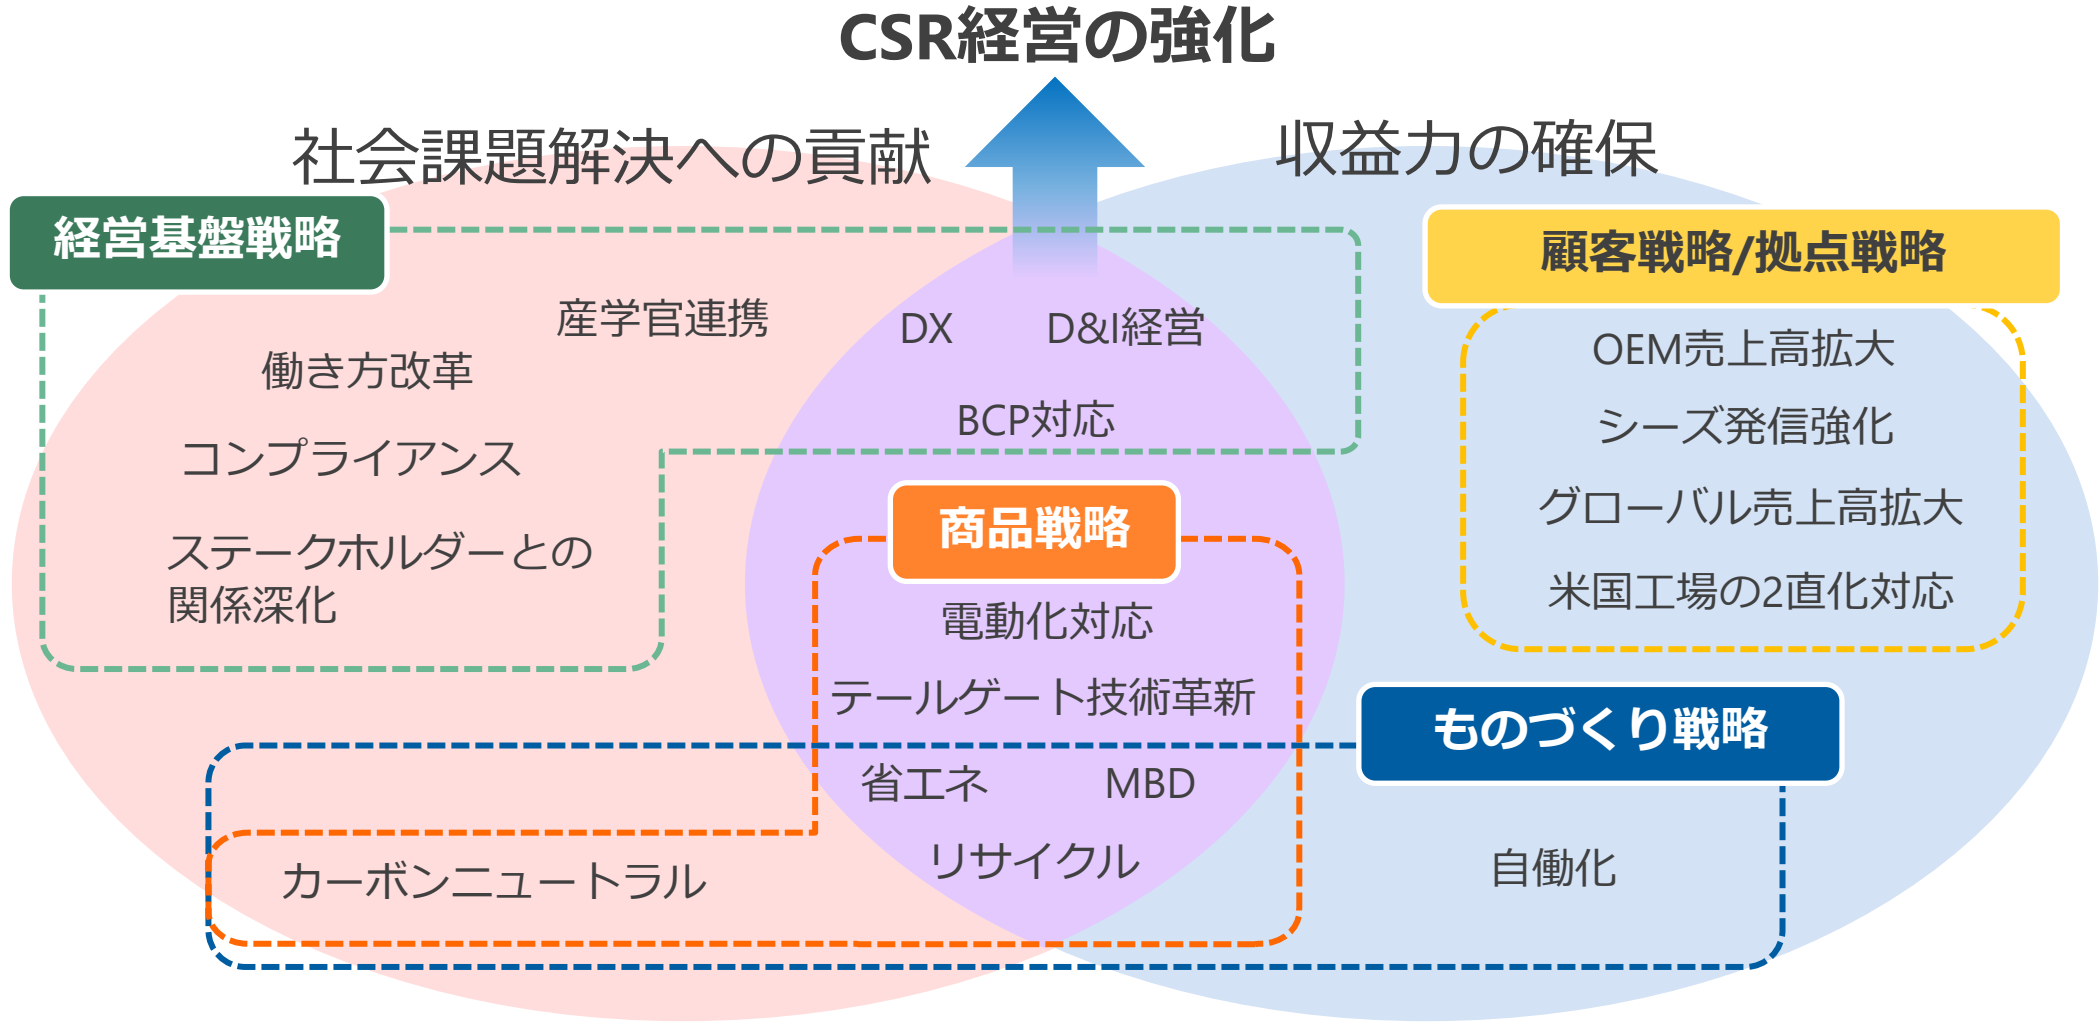 CSR経営の強化
社会課題解決への貢献
収益力の確保
経営基盤戦略
産学官連携
働き方改革
コンプライアンス
ステークホルダーとの
関係深化
DX
D&I経営
BCP対応
顧客戦略/拠点戦略
OEM売上高拡大
シーズ発信強化
グローバル売上高拡大
米国工場の2直化対応
商品戦略
電動化対応
テールゲート技術革新
ものづくり戦略
省エネ
MBD
リサイクル
カーボンニュートラル
自働化